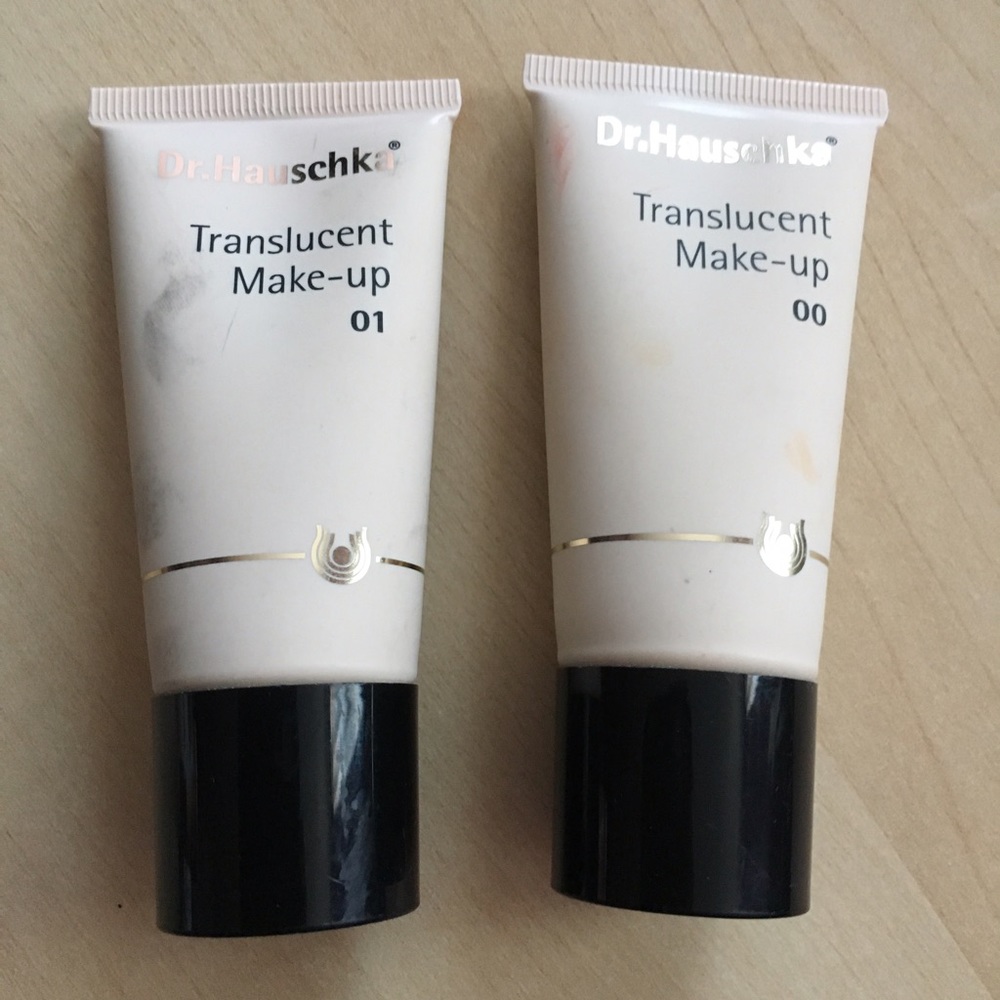 Dr.Hauschka®
Translucent
Make-up
01
Dr.Hauschka®
Translucent
Make-up
00